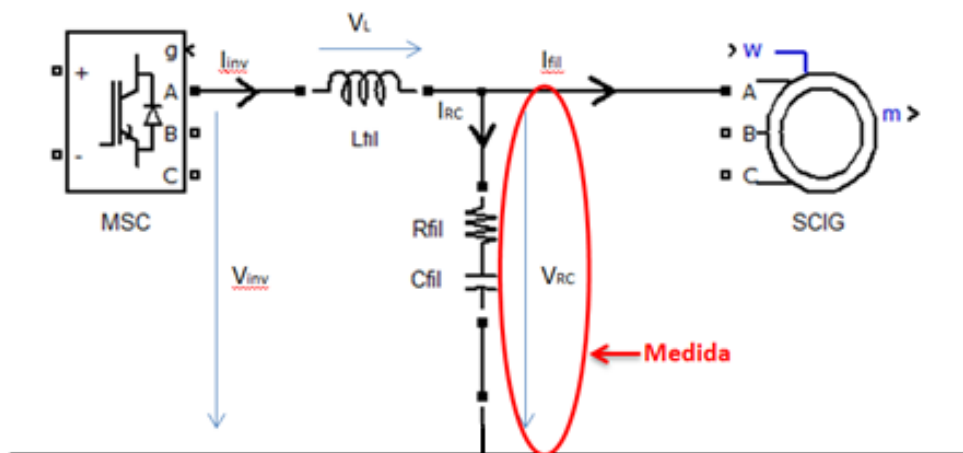 VL
g
W
Iinv
Ifil
+
A
A
IRC
B
B
m
Lfil
-
C
C
MSC
Rfil
SCIG
Vinv
Cfil
VRC
Medida